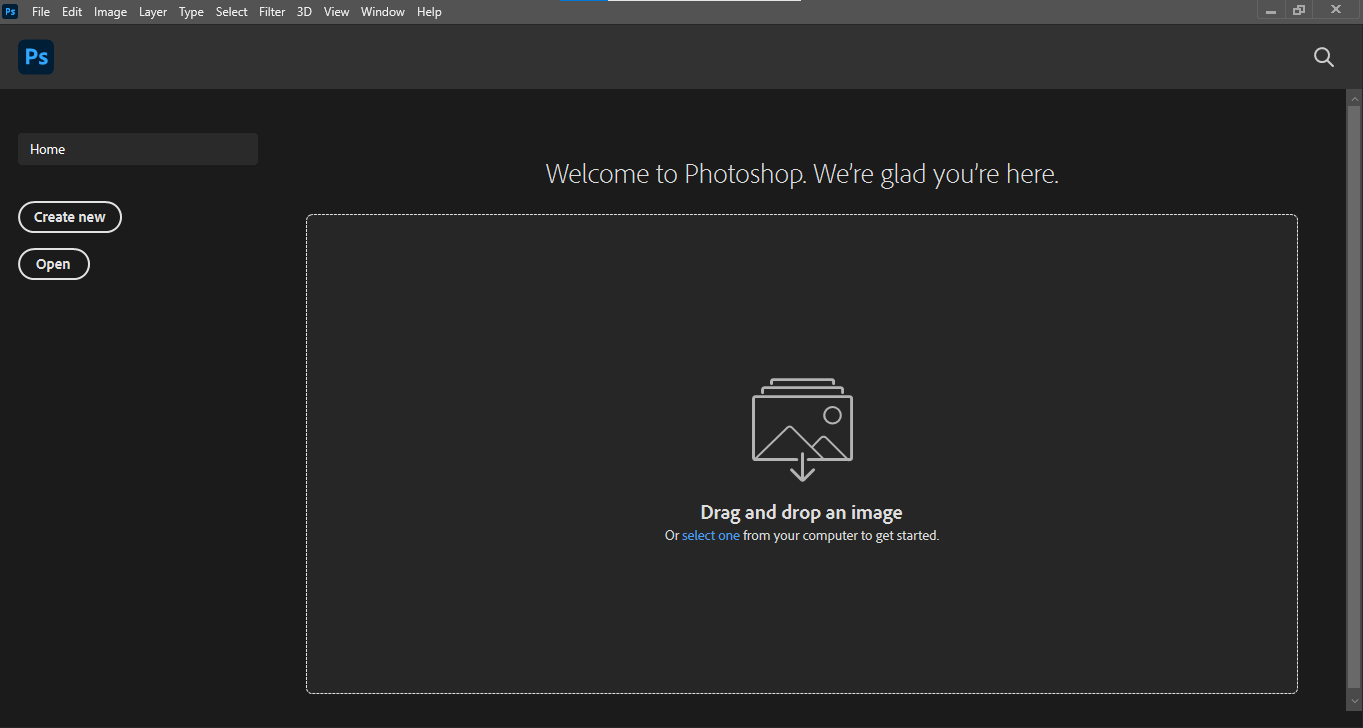 Ps File Edit Image Layer Type Select Filter 3D View Window Help
Ps
Home
Create new
Open
Welcome to Photoshop. We’re glad you’re here.
Drag and drop an image
Or select one from your computer to get started.